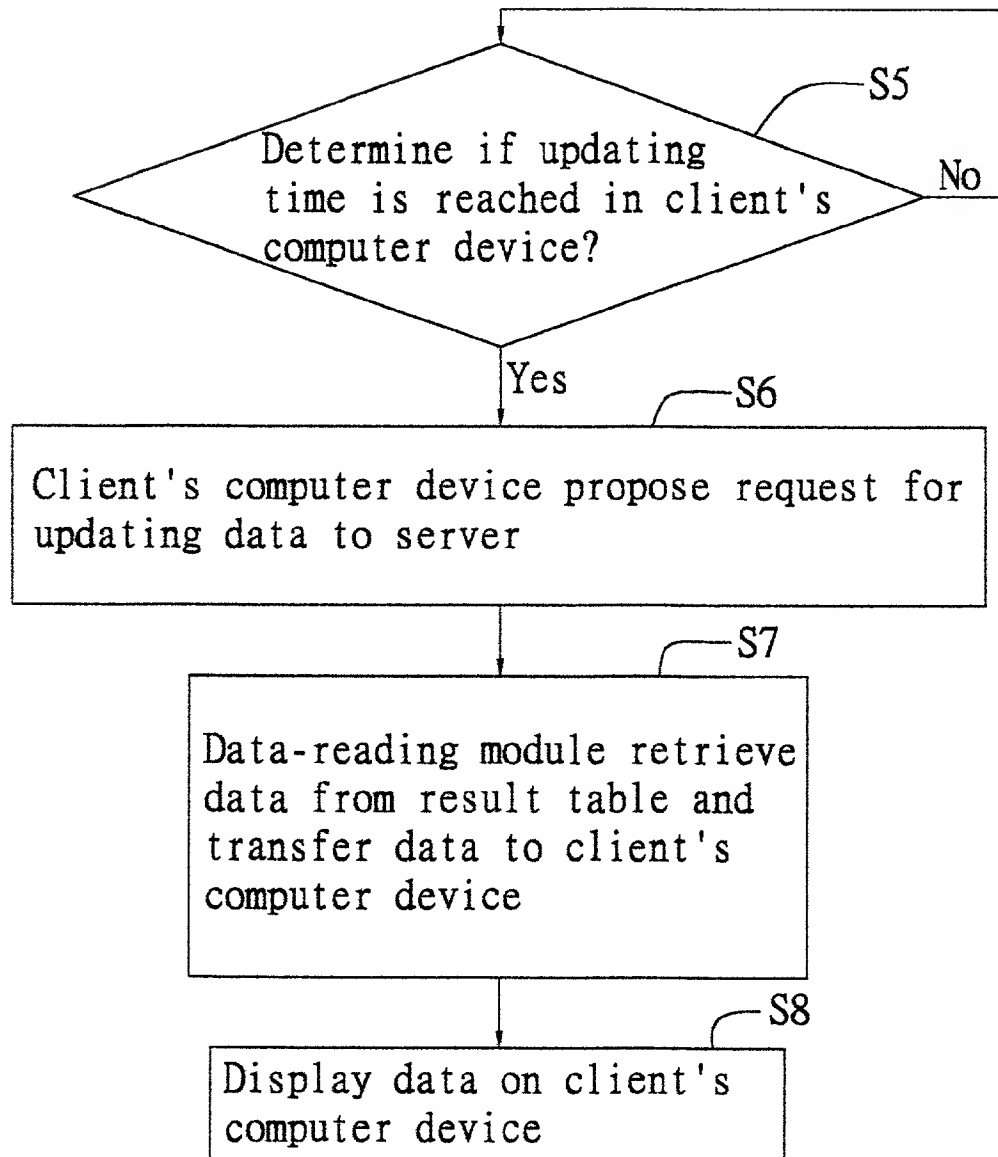 S5
Determine if updating
time is reached in client's
computer device?
No
Yes
S6
Client's computer device propose request for
updating data to server
S7
Data-reading module retrieve
data from result table and
transfer data to client's
computer device
S8
Display data on client's
computer device